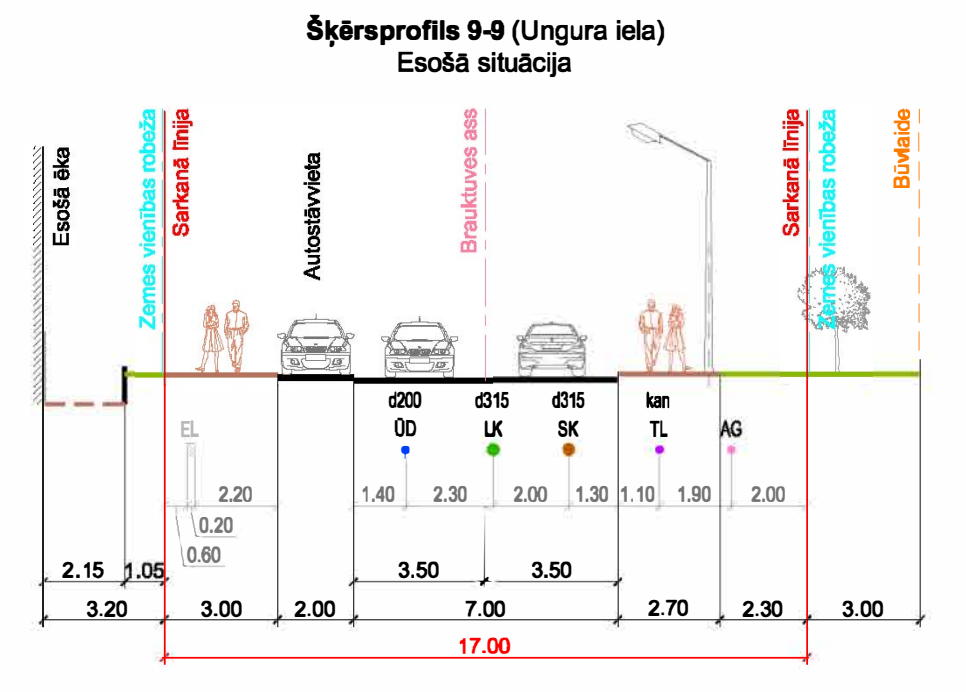 Šķērsprofils 9-9 (Ungura iela)
Esošā situācija
Esošā ēka
Zemes vienības robeža
Sarkanā līnija
Autostāvvieta
Brauktuves ass
Sarkanā līnija
Zemes vienības robeža
Būvlaide
d200 d315 d315 kan
EL ŪD LK SK TL AG
2.20 1.40 2.30 2.00 1.30 1.10 1.90 2.00
0.20
0.60
2.15 1.05 3.50 3.50
3.20 3.00 2.00 7.00 2.70 2.30 3.00
17.00